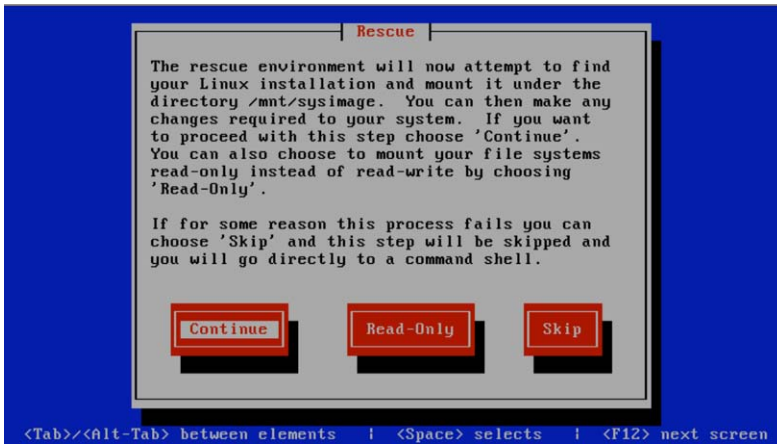 Rescue
The rescue environment will now attempt to find
your Linux installation and mount it under the
directory /mnt/sysimage.  You can then make any
changes required to your system.  If you want
to proceed with this step choose 'Continue'.
You can also choose to mount your file systems
read-only instead of read-write by choosing
'Read-Only'.
If for some reason this process fails you can
choose 'Skip' and this step will be skipped and
you will go directly to a command shell.
Continue Read-Only Skip
<Tab>/<Alt-Tab> between elements | <Space> selects | <F12> next screen